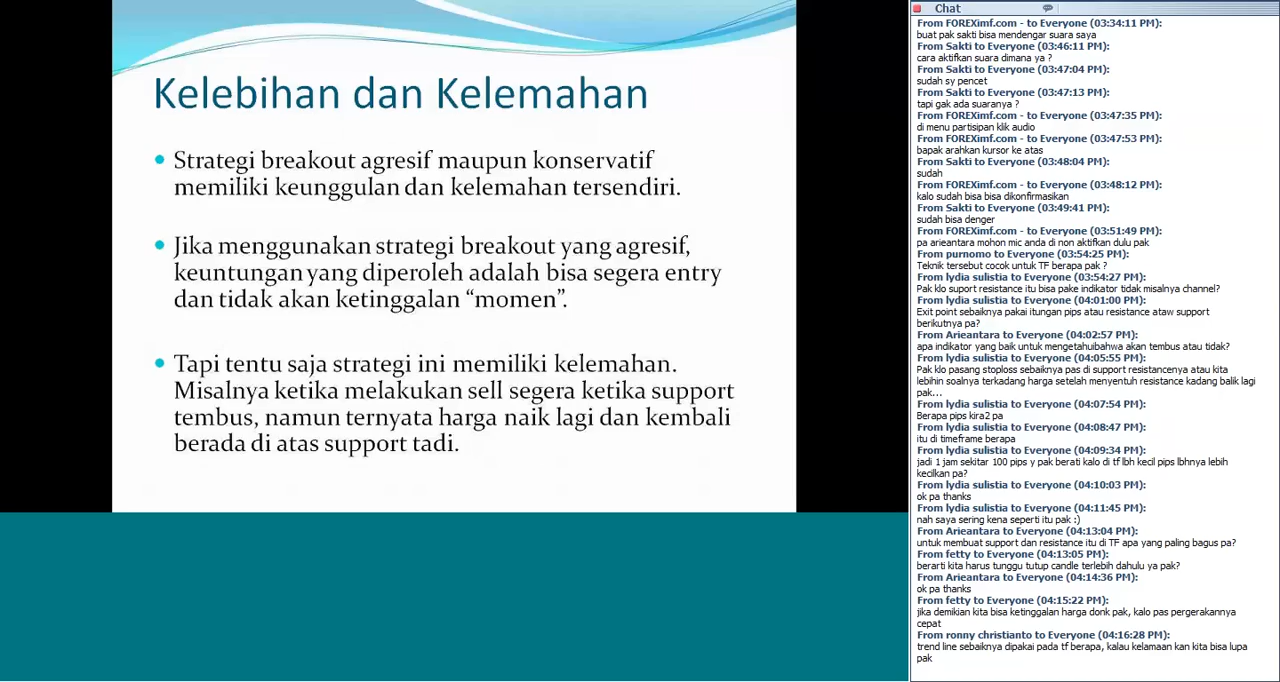 Kelebihan dan Kelemahan
Strategi breakout agresif maupun konservatif
memiliki keunggulan dan kelemahan tersendiri.
Jika menggunakan strategi breakout yang agresif,
keuntungan yang diperoleh adalah bisa segera entry
dan tidak akan ketinggalan “momen”.
Tapi tentu saja strategi ini memiliki kelemahan.
Misalnya ketika melakukan sell segera ketika support
tembus, namun ternyata harga naik lagi dan kembali
berada di atas support tadi.
Chat
From FOREXimf.com - to Everyone (03:34:11 PM):
buat pak sakti bisa mendengar suara saya
From Sakti to Everyone (03:46:11 PM):
cara aktifkan suara dimana ya ?
From Sakti to Everyone (03:47:04 PM):
sudah sy pencet
From Sakti to Everyone (03:47:13 PM):
tapi gak ada suaranya ?
From FOREXimf.com - to Everyone (03:47:35 PM):
di menu partisipan klik audio
From FOREXimf.com - to Everyone (03:47:53 PM):
bapak arahkan kursor ke atas
From Sakti to Everyone (03:48:04 PM):
sudah
From FOREXimf.com - to Everyone (03:48:12 PM):
kalo sudah bisa bisa dikonfirmasikan
From Sakti to Everyone (03:49:41 PM):
sudah bisa denger
From FOREXimf.com - to Everyone (03:51:49 PM):
pa arieantara mohon mic anda di non aktifkan dulu pak
From purnomo to Everyone (03:54:25 PM):
Teknik tersebut cocok untuk TF berapa pak ?
From lydia sulistia to Everyone (03:54:27 PM):
Pak klo suport resistance itu bisa pake indikator tidak misalnya channel?
From lydia sulistia to Everyone (04:01:00 PM):
Exit point sebaiknya pakai itungan pips atau resistance ataw support
berikutnya pa?
From Arieantara to Everyone (04:02:57 PM):
apa indikator yang baik untuk mengetahuibahwa akan tembus atau tidak?
From lydia sulistia to Everyone (04:05:55 PM):
Pak klo pasang stoploss sebaiknya pas di support resistancenya atau kita
lebihin soalnya terkadang harga setelah menyentuh resistance kadang balik lagi
pak...
From lydia sulistia to Everyone (04:07:54 PM):
Berapa pips kira2 pa
From lydia sulistia to Everyone (04:08:47 PM):
itu di timeframe berapa
From lydia sulistia to Everyone (04:09:34 PM):
jadi 1 jam sekitar 100 pips y pak berati kalo di tf lbh kecil pips lbhnya lebih
kecilkan pa?
From lydia sulistia to Everyone (04:10:03 PM):
ok pa thanks
From lydia sulistia to Everyone (04:11:45 PM):
nah saya sering kena seperti itu pak :)
From Arieantara to Everyone (04:13:04 PM):
untuk membuat support dan resistance itu di TF apa yang paling bagus pa?
From fetty to Everyone (04:13:05 PM):
berarti kita harus tunggu tutup candle terlebih dahulu ya pak?
From Arieantara to Everyone (04:14:36 PM):
ok pa thanks
From fetty to Everyone (04:15:22 PM):
jika demikian kita bisa ketinggalan harga donk pak, kalo pas pergerakannya
cepat
From ronny christianto to Everyone (04:16:28 PM):
trend line sebaiknya dipakai pada tf berapa, kalau kelamaan kan kita bisa lupa
pak